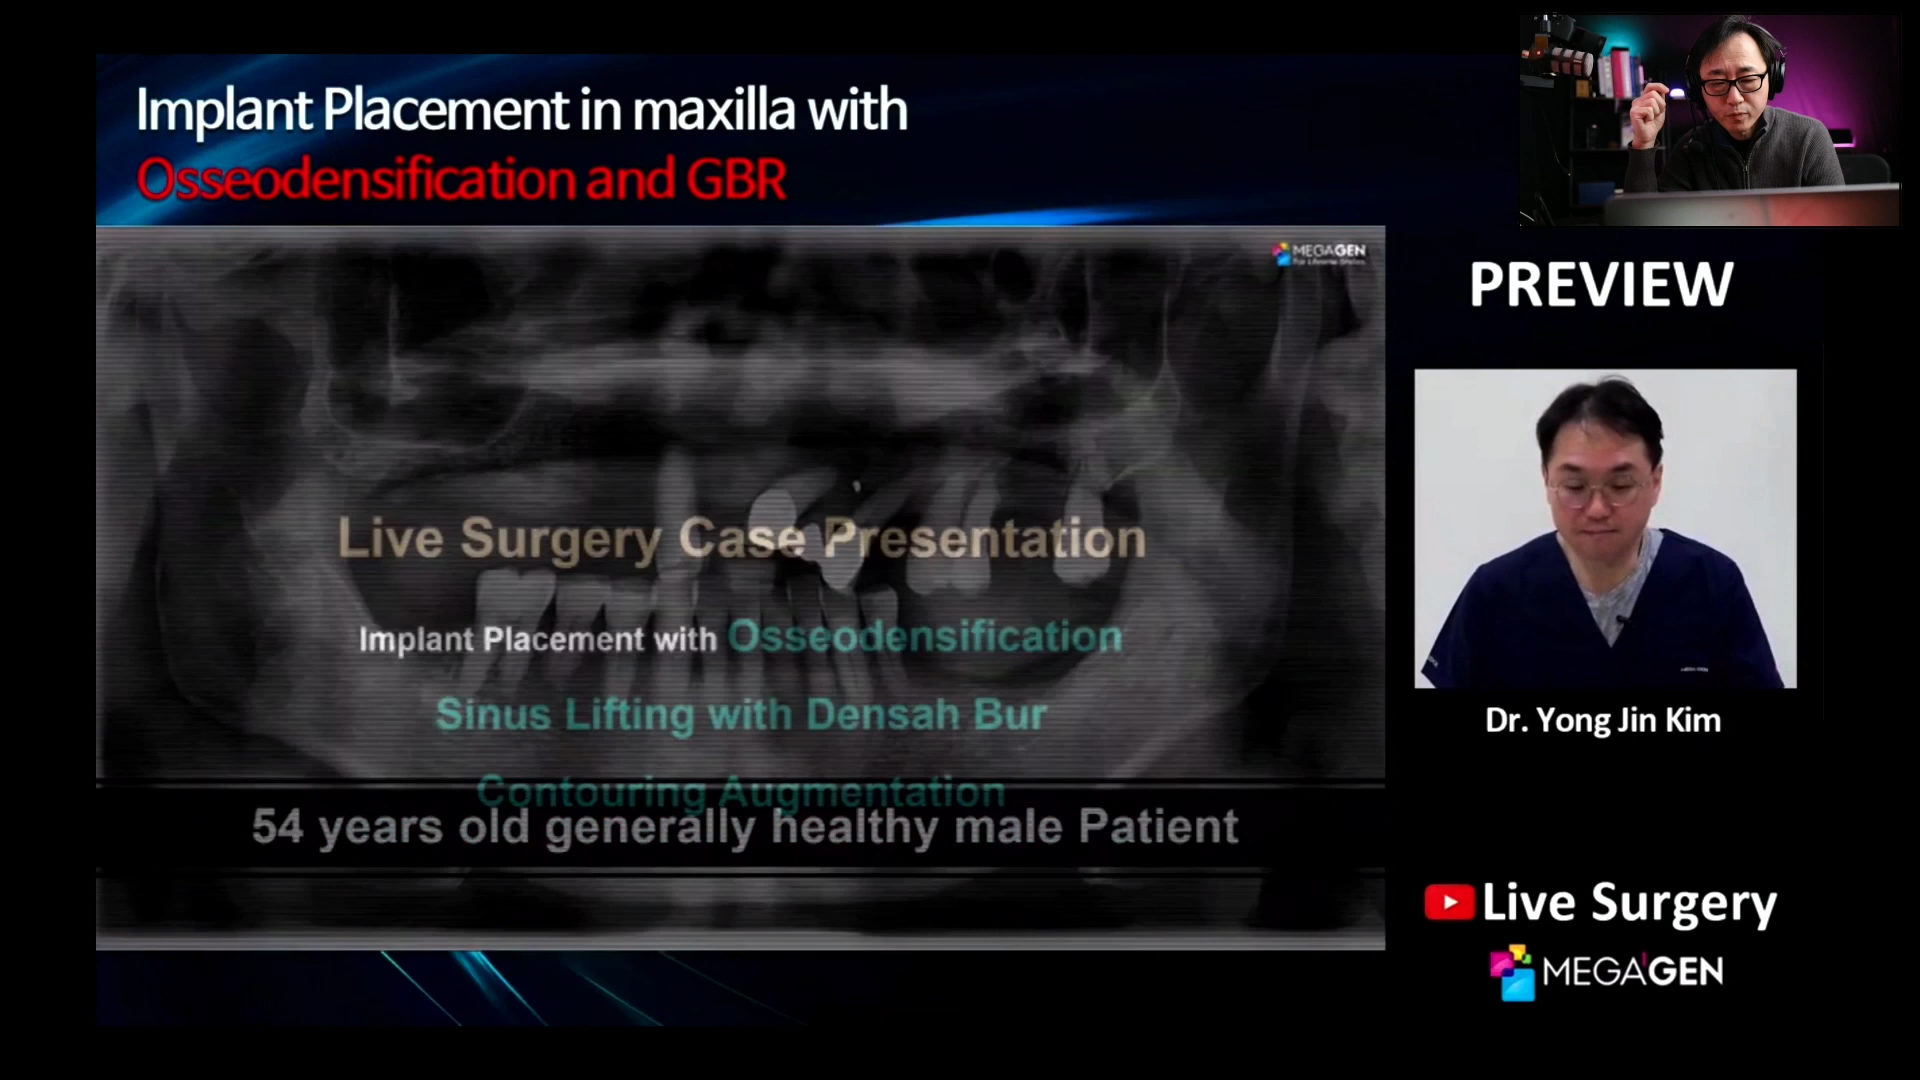 Implant Placement in maxilla with
Osseodensification and GBR
MEGAGEN
PREVIEW
Live Surgery Case Presentation
Implant Placement with Osseodensification
Sinus Lifting with Densah Bur
Contouring Augmentation
54 years old generally healthy male Patient
Dr. Yong Jin Kim
Live Surgery
MEGA'GEN